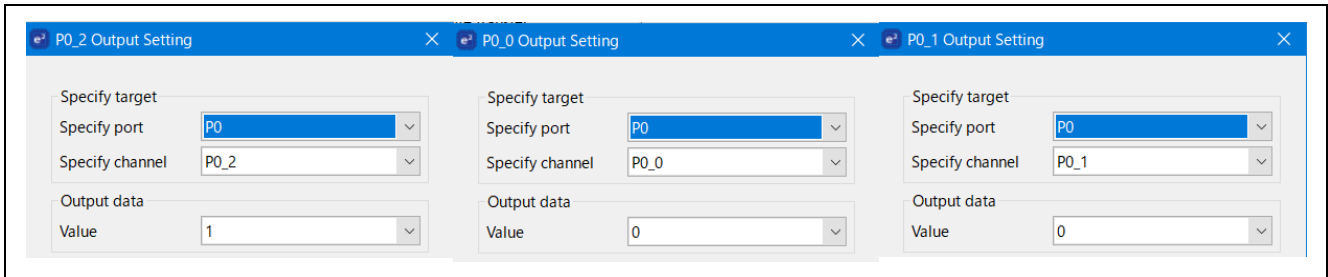 P0_2 Output Setting
Specify target
Specify port P0
Specify channel P0_2
Output data
Value 1
P0_0 Output Setting
Specify target
Specify port P0
Specify channel P0_0
Output data
Value 0
P0_1 Output Setting
Specify target
Specify port P0
Specify channel P0_1
Output data
Value 0